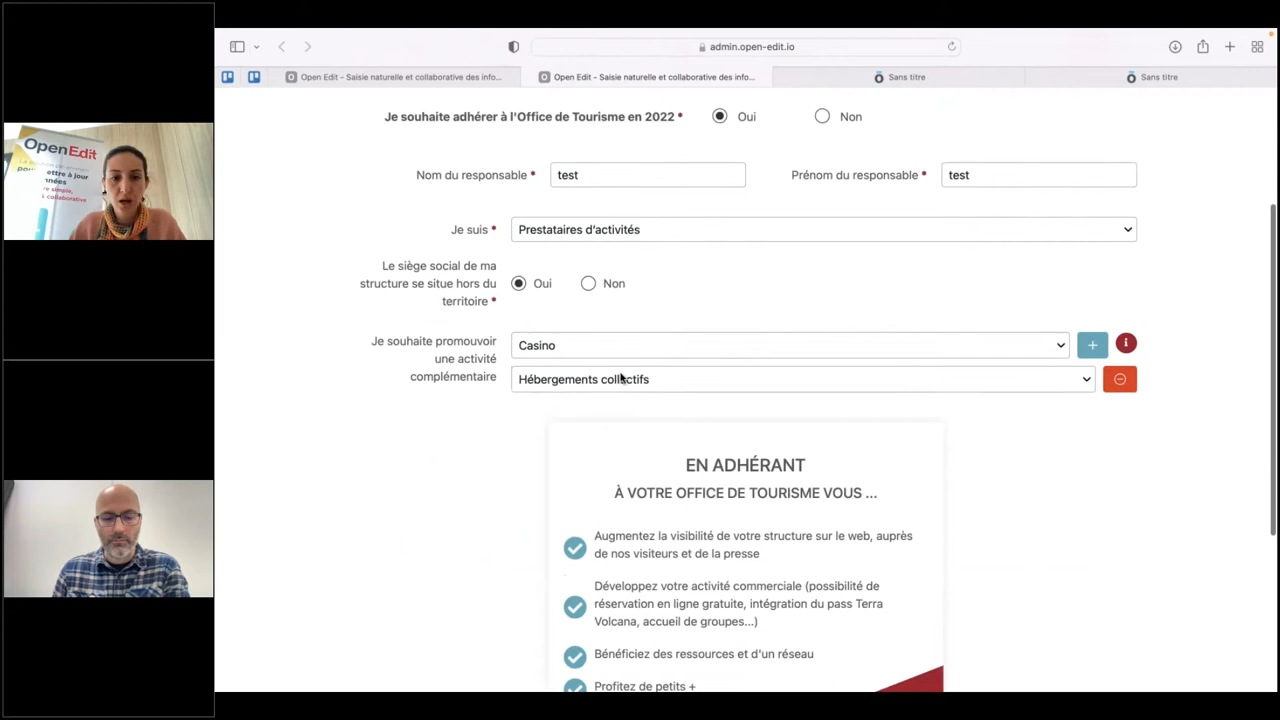 admin.open-edit.io
Open Edit - Saisie naturelle et collaborative des info...
Open Edit - Saisie naturelle et collaborative des info...
Sans titre
Sans titre
Je souhaite adhérer à l'Office de Tourisme en 2022 *
Oui
Non
Nom du responsable *
test
Prénom du responsable *
test
Je suis *
Prestataires d'activités
Le siège social de ma
structure se situe hors du
territoire *
Oui
Non
Je souhaite promouvoir
une activité
complémentaire
Casino
Hébergements collectifs
EN ADHÉRANT
À VOTRE OFFICE DE TOURISME VOUS ...
Augmentez la visibilité de votre structure sur le web, auprès
de nos visiteurs et de la presse
Développez votre activité commerciale (possibilité de
réservation en ligne gratuite, intégration du pass Terra
Volcana, accueil de groupes...)
Bénéficiez des ressources et d'un réseau
Profitez de petits +
OpenEdit